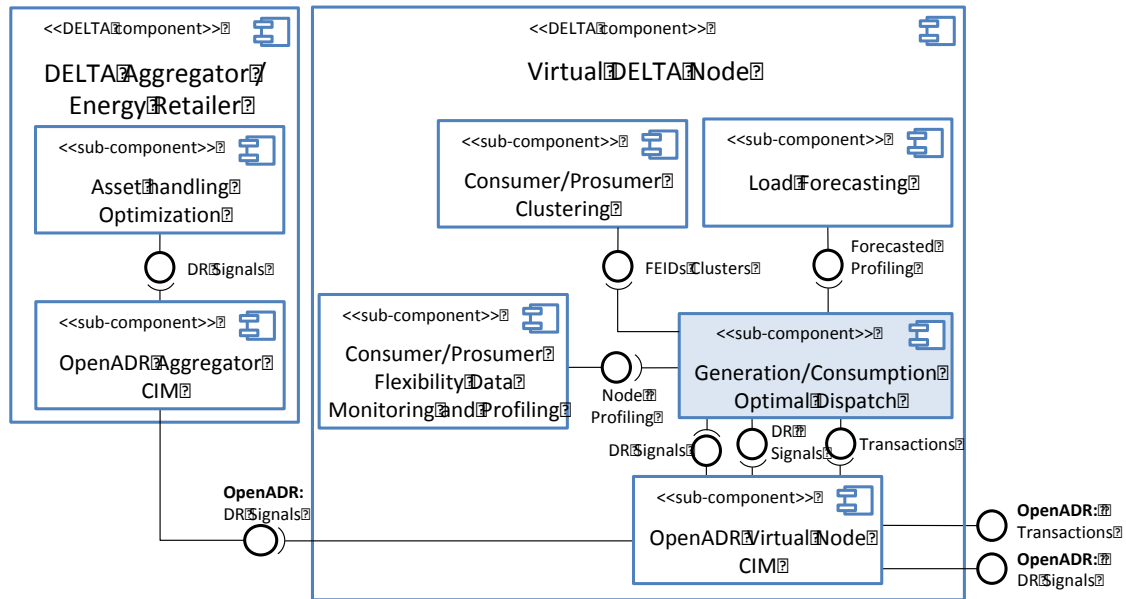 <<DELTA component>>
DELTA Aggregator /
Energy Retailer
<<sub-component>>
Asset handling
Optimization
DR Signals
<<sub-component>>
OpenADR Aggregator
CIM
OpenADR:
DR Signals
<<DELTA component>>
Virtual DELTA Node
<<sub-component>>
Consumer/Prosumer
Clustering
<<sub-component>>
Load Forecasting
FEIDs Clusters
Forecasted
Profiling
<<sub-component>>
Consumer/Prosumer
Flexibility Data
Monitoring and Profiling
Node
Profiling
<<sub-component>>
Generation/Consumption
Optimal Dispatch
DR Signals
DR
Signals
Transactions
<<sub-component>>
OpenADR Virtual Node
CIM
OpenADR:
Transactions
OpenADR:
DR Signals